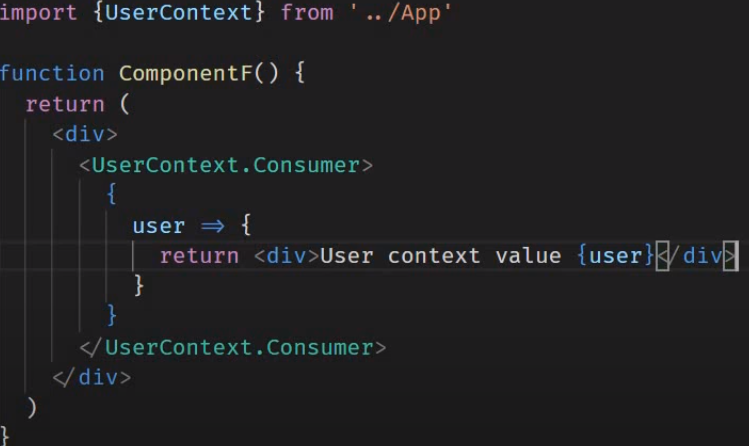 import {UserContext} from '../App'
function ComponentF() {
return (
<div>
<UserContext.Consumer>
{
user => {
return <div>User context value {user}</div>
}
}
</UserContext.Consumer>
</div>
)
}